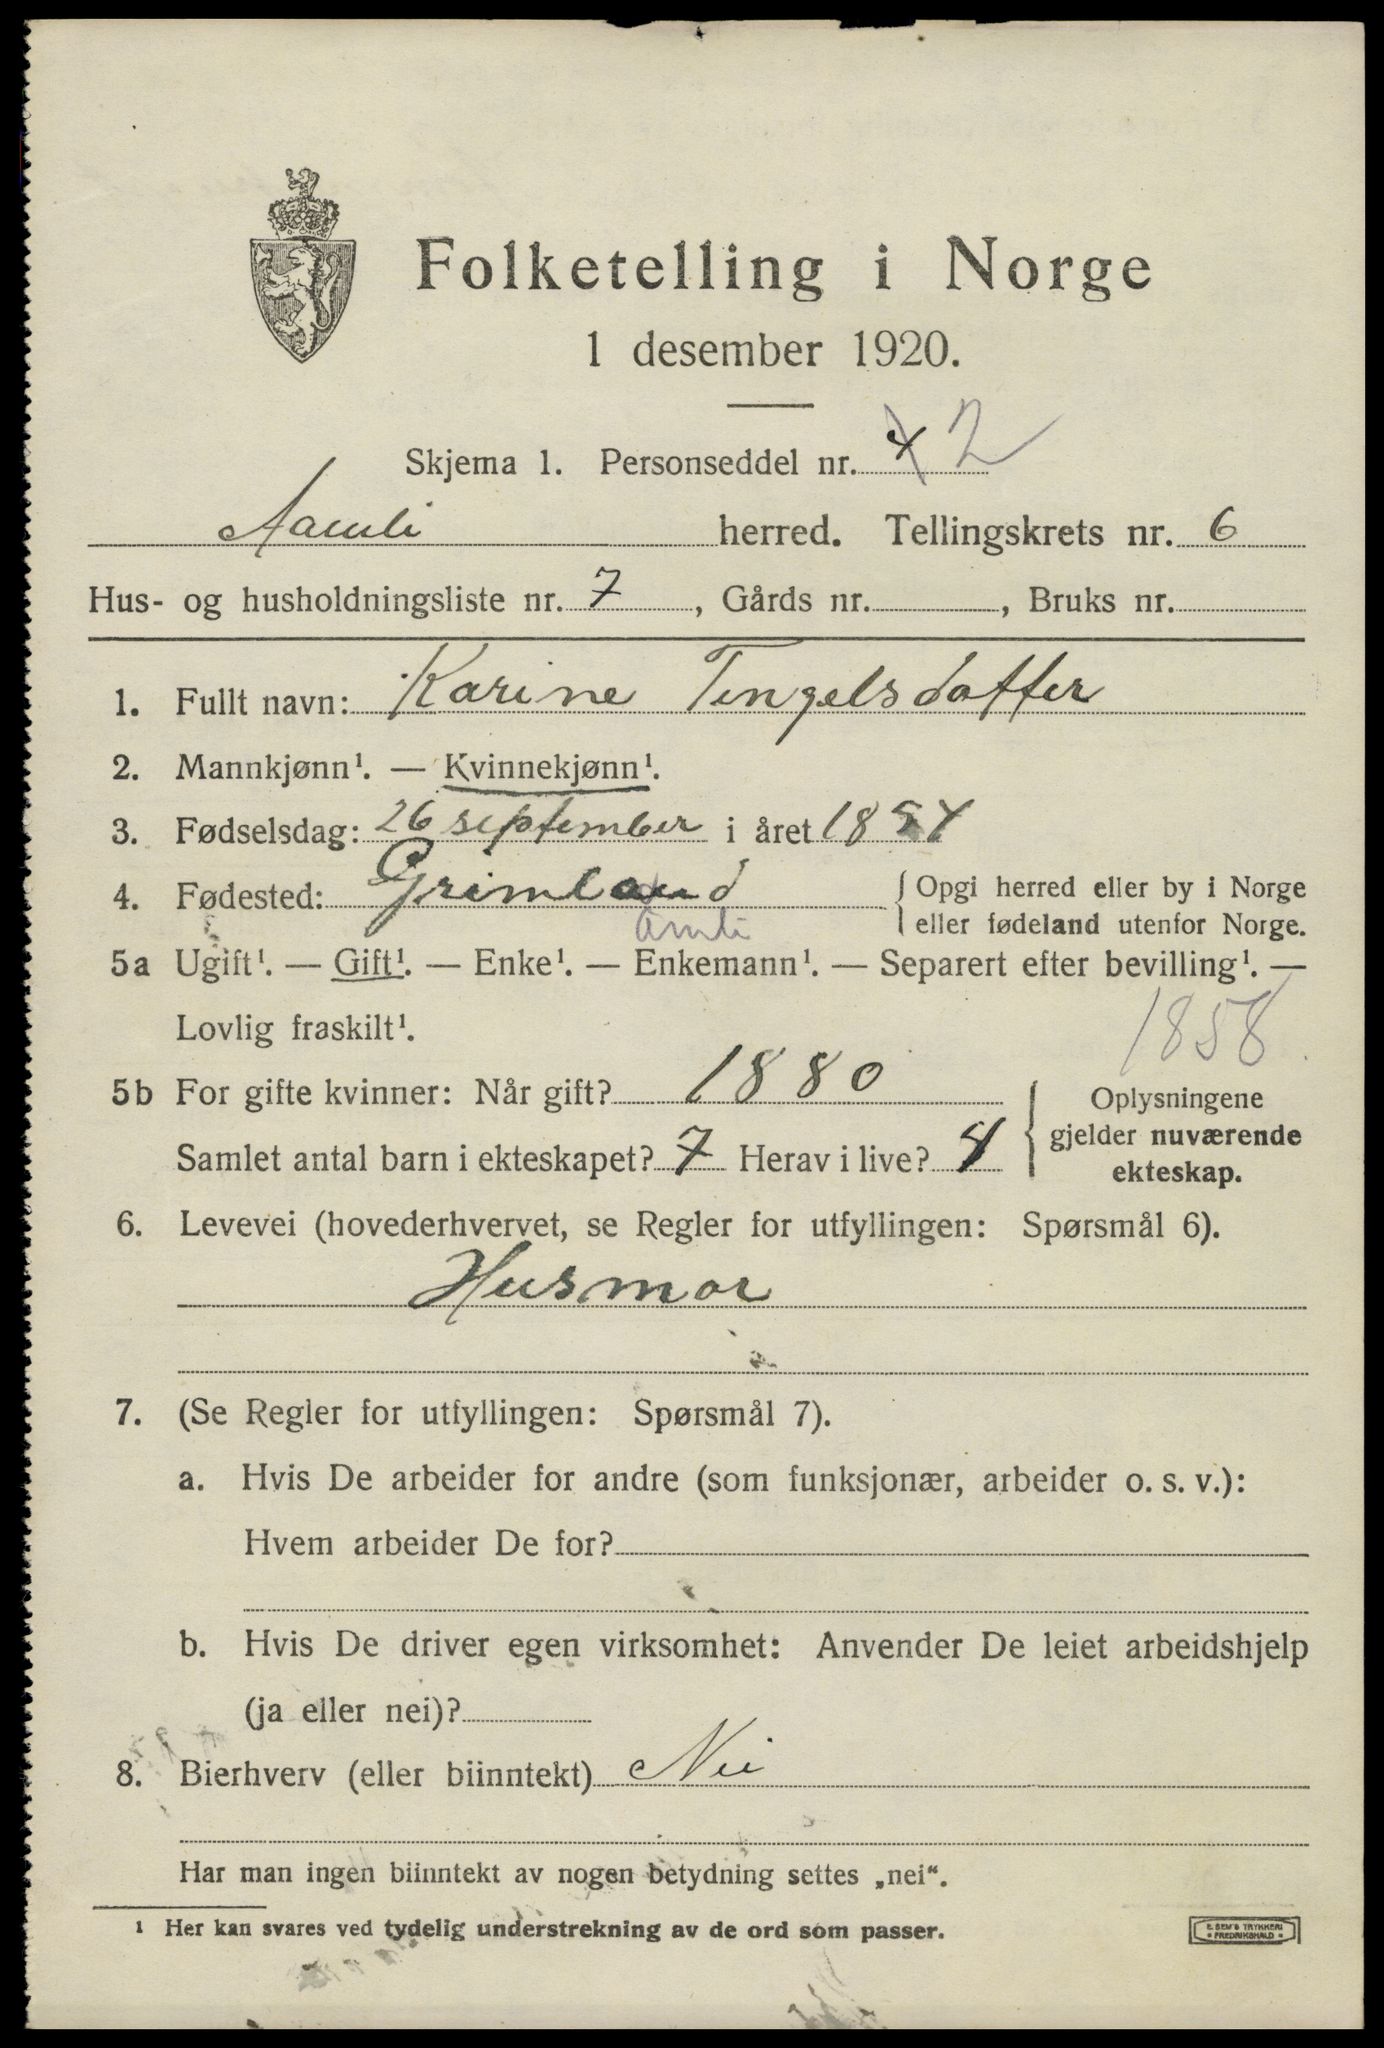 Folketelling i Norge
1 desember 1920.
Skjema 1. Personseddel nr. 4 2
Aamli herred. Tellingskrets nr. 6
Hus- og husholdningsliste nr. 7, Gårds nr. , Bruks nr.
1. Fullt navn: Karine Tengelsdatter
2. Mannkjønn¹. — Kvinnekjønn¹.
3. Fødselsdag: 26 september i året 1854
4. Fødested: Grimland { Opgi herred eller by i Norge
Åmli { eller fødeland utenfor Norge.
5a Ugift¹. — Gift¹. — Enke¹. — Enkemann¹. — Separert efter bevilling¹. —
Lovlig fraskilt¹. 1858
5b For gifte kvinner: Når gift? 1880 { Oplysningene
gjelder nuværende
Samlet antal barn i ekteskapet? 7 Herav i live? 4 ekteskap.
6. Levevei (hovederhvervet, se Regler for utfyllingen: Spørsmål 6).
Husmor
7. (Se Regler for utfyllingen: Spørsmål 7).
a. Hvis De arbeider for andre (som funksjonær, arbeider o. s. v.):
Hvem arbeider De for?
b. Hvis De driver egen virksomhet: Anvender De leiet arbeidshjelp
(ja eller nei)?
8. Bierhverv (eller biinntekt) Nei
Har man ingen biinntekt av nogen betydning settes „nei“.
¹ Her kan svares ved tydelig understrekning av de ord som passer.
E. SEM'S TRYKKERI
FREDRIKSHALD